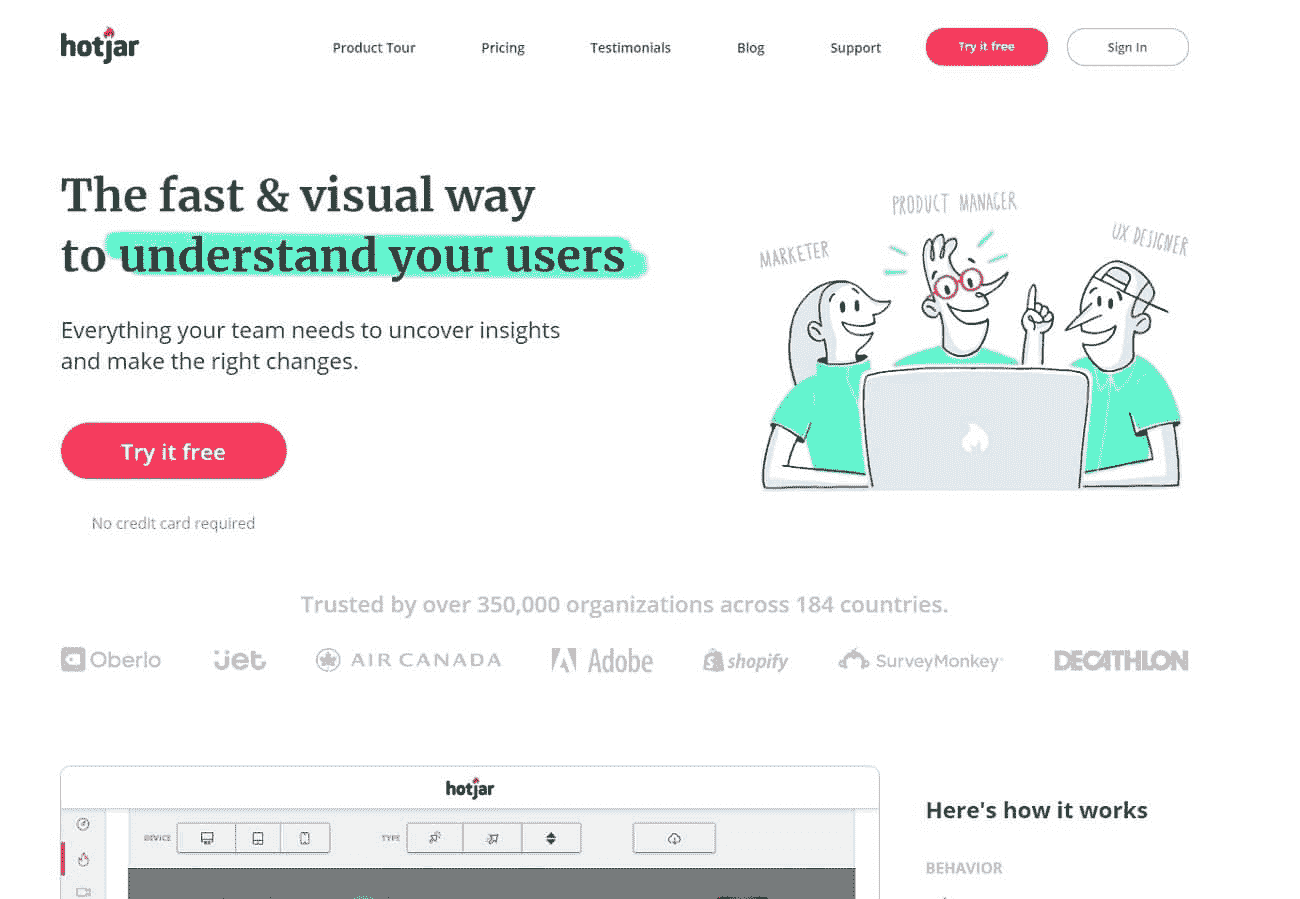 hotjar
Product Tour
Pricing
Testimonials
Blog
Support
Try it free
Sign In
The fast & visual way
to understand your users
Everything your team needs to uncover insights
and make the right changes.
Try it free
No credit card required
MARKETER
PRODUCT MANAGER
UX DESIGNER
Trusted by over 350,000 organizations across 184 countries.
Oberlo
jet
AIR CANADA
Adobe
shopify
SurveyMonkey
DECATHLON
hotjar
DEVICE
TYPE
Here's how it works
BEHAVIOR